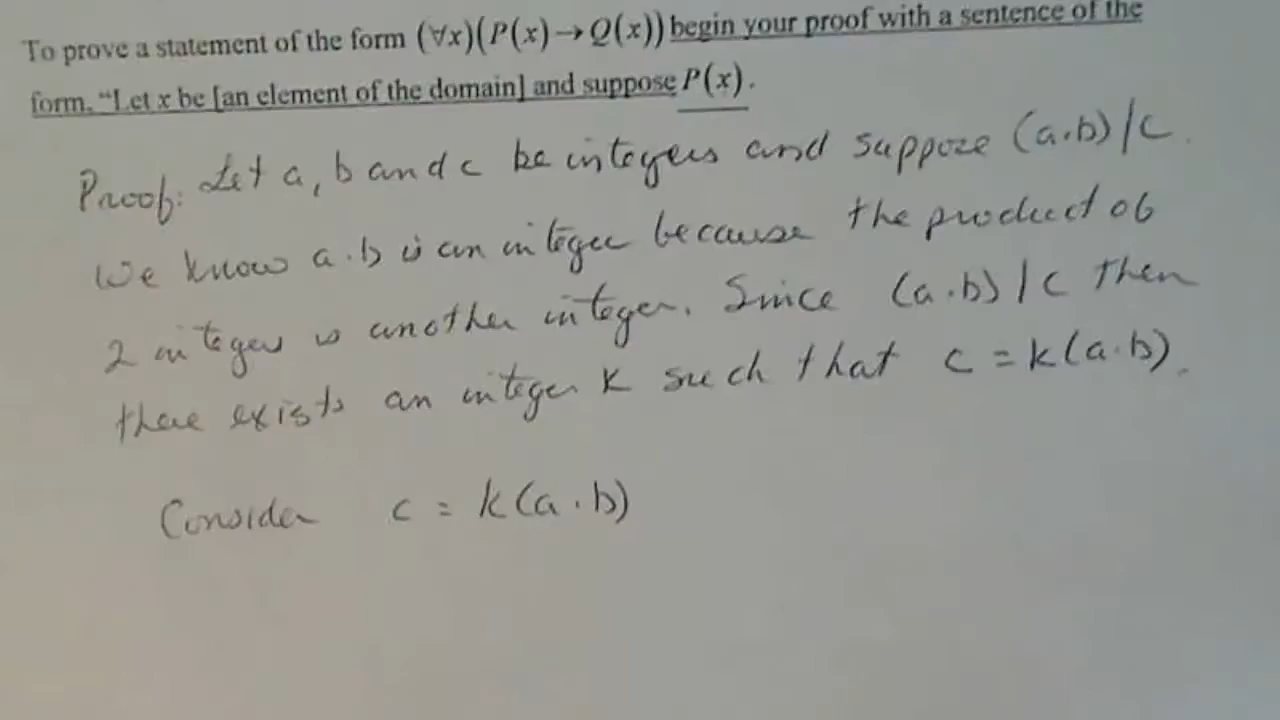 To prove a statement of the form (∀x)(P(x)→Q(x)) begin your proof with a sentence of the
form, "Let x be [an element of the domain] and suppose P(x).
Proof: Let a, b and c be integers and suppose (a·b)/c.
We know a·b is an integer because the product of
2 integers is another integer. Since (a·b)/c then
there exists an integer k such that c = k(a·b).
Consider c = k(a·b)